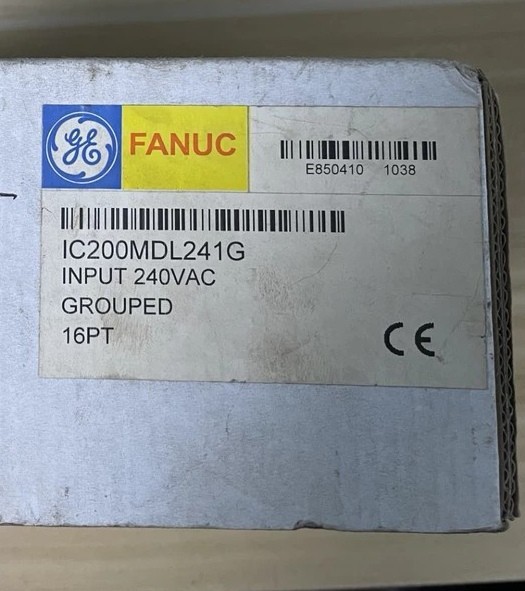 GE FANUC
E850410 1038
IC200MDL241G
INPUT 240VAC
GROUPED
16PT
CE